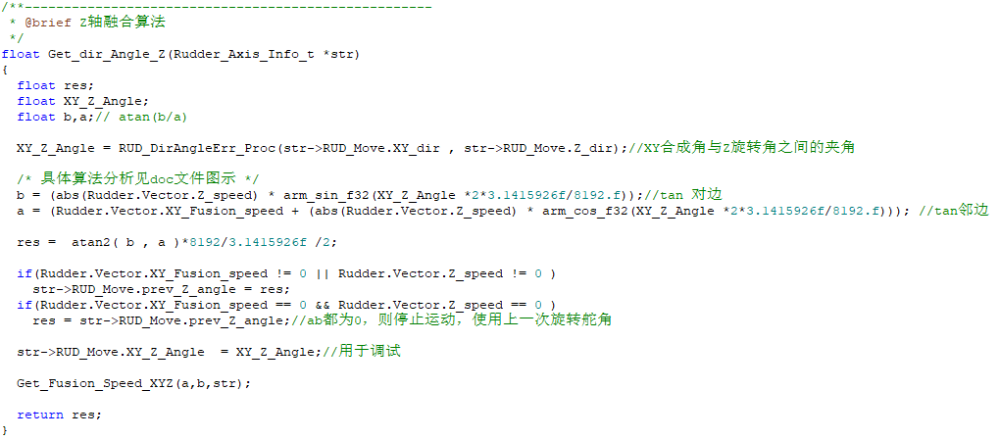 /**----------------------------------------------------
 * @brief Z轴融合算法
 */
float Get_dir_Angle_Z(Rudder_Axis_Info_t *str)
{
  float res;
  float XY_Z_Angle;
  float b,a;// atan(b/a)
  XY_Z_Angle = RUD_DirAngleErr_Proc(str->RUD_Move.XY_dir , str->RUD_Move.Z_dir);//XY合成角与Z旋转角之间的夹角
  /* 具体算法分析见doc文件图示 */
  b = (abs(Rudder.Vector.Z_speed) * arm_sin_f32(XY_Z_Angle *2*3.1415926f/8192.f));//tan 对边
  a = (Rudder.Vector.XY_Fusion_speed + (abs(Rudder.Vector.Z_speed) * arm_cos_f32(XY_Z_Angle *2*3.1415926f/8192.f))); //tan邻边
  res =  atan2( b , a )*8192/3.1415926f /2;
  if(Rudder.Vector.XY_Fusion_speed != 0 || Rudder.Vector.Z_speed != 0 )
    str->RUD_Move.prev_Z_angle = res;
  if(Rudder.Vector.XY_Fusion_speed == 0 && Rudder.Vector.Z_speed == 0 )
    res = str->RUD_Move.prev_Z_angle;//ab都为0，则停止运动，使用上一次旋转舵角
  str->RUD_Move.XY_Z_Angle  = XY_Z_Angle;//用于调试
  Get_Fusion_Speed_XYZ(a,b,str);
  return res;
}